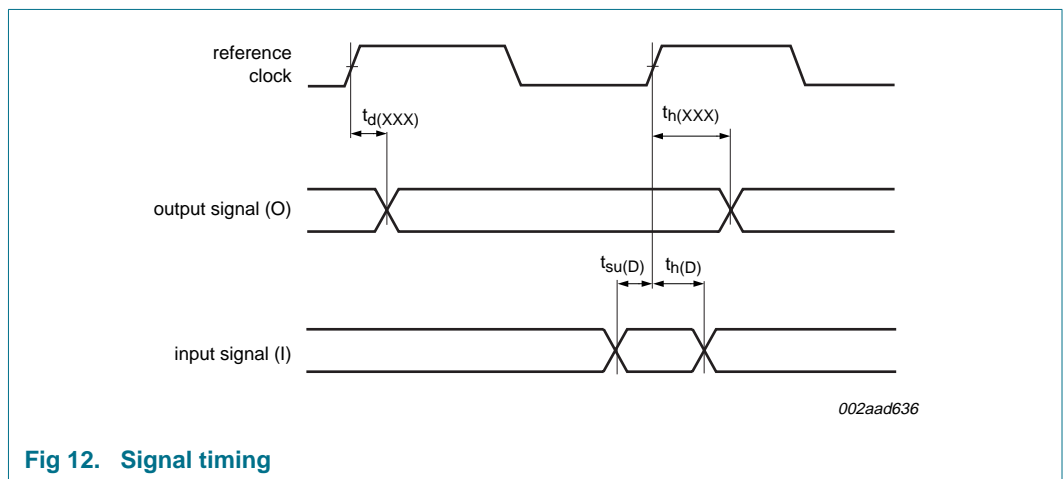 reference
clock
td(XXX)
th(XXX)
output signal (O)
tsu(D)
th(D)
input signal (I)
002aad636
Fig 12. Signal timing